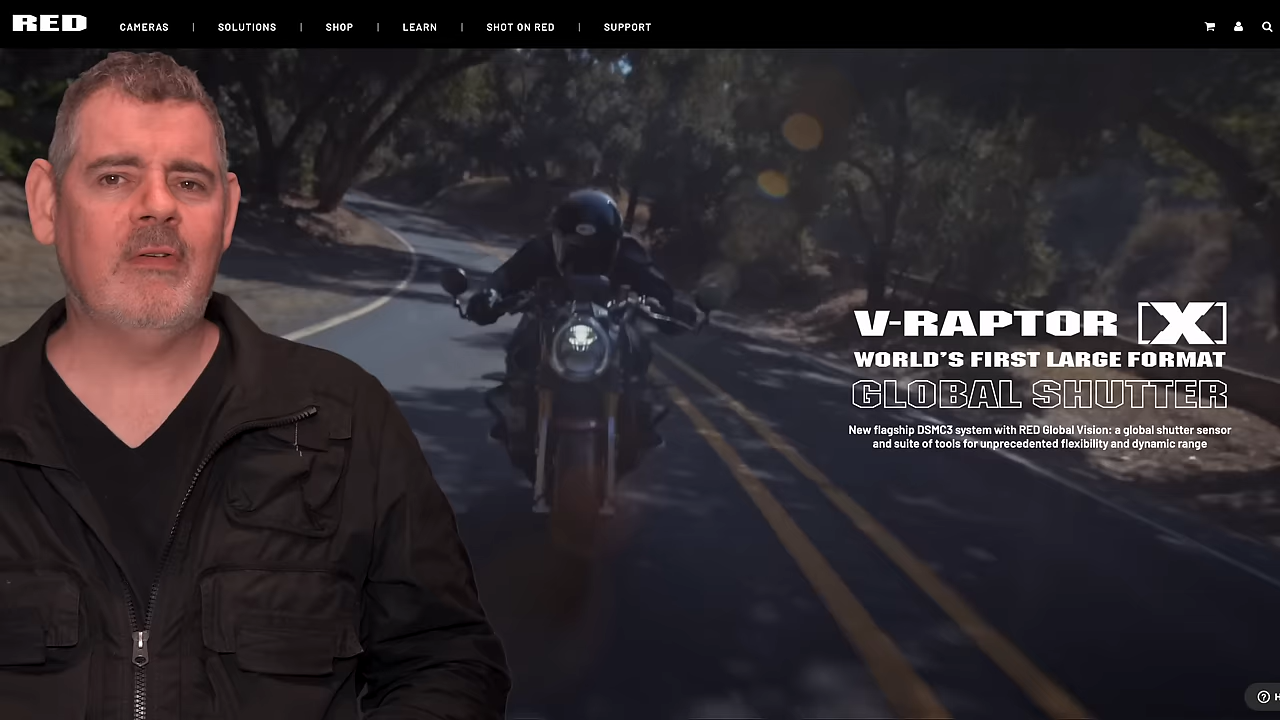 RED CAMERAS | SOLUTIONS | SHOP | LEARN | SHOT ON RED | SUPPORT
V-RAPTOR [X]
WORLD'S FIRST LARGE FORMAT
GLOBAL SHUTTER
New flagship DSMC3 system with RED Global Vision: a global shutter sensor
and suite of tools for unprecedented flexibility and dynamic range